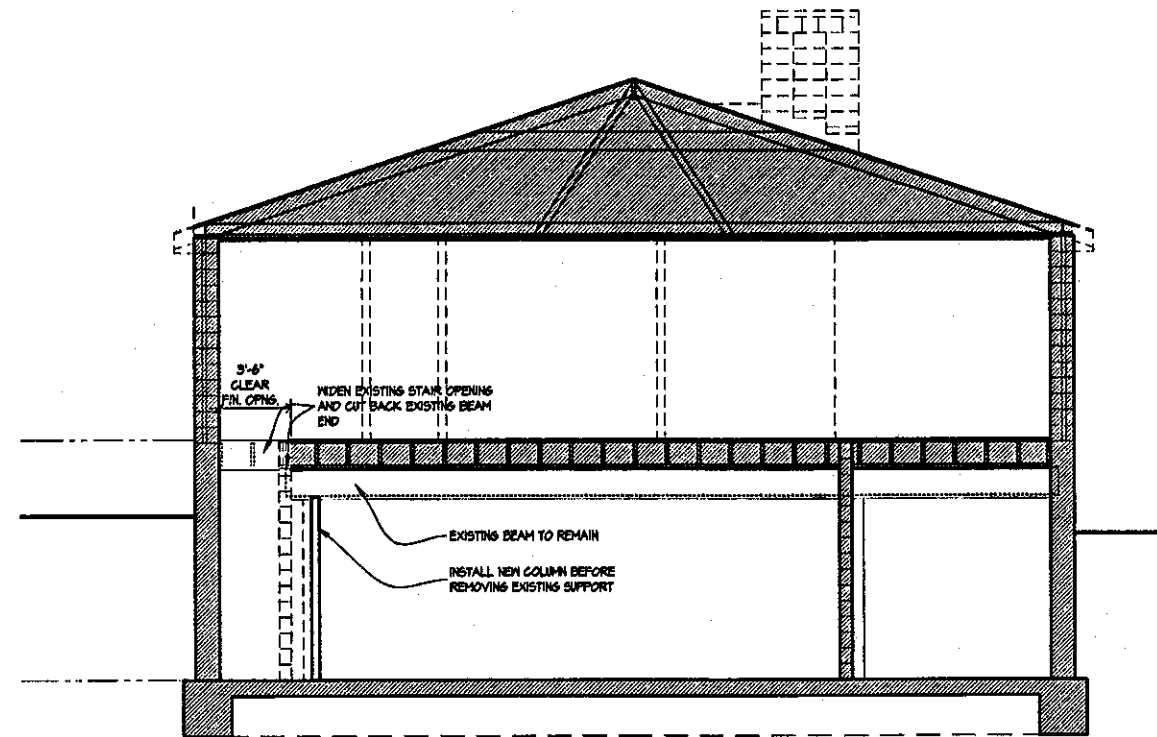 3'-6"
CLEAR
FIN. OPNG.
WIDEN EXISTING STAIR OPENING
AND CUT BACK EXISTING BEAM
END
EXISTING BEAM TO REMAIN
INSTALL NEW COLUMN BEFORE
REMOVING EXISTING SUPPORT